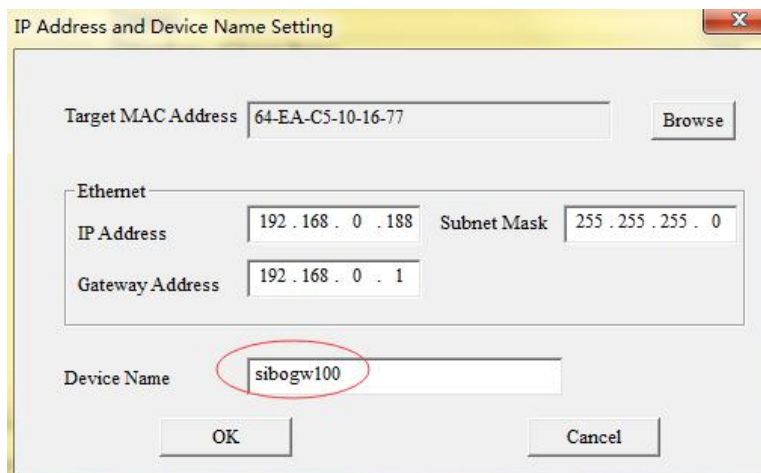 IP Address and Device Name Setting
Target MAC Address 64-EA-C5-10-16-77 Browse
Ethernet
IP Address 192 . 168 . 0 . 188 Subnet Mask 255 . 255 . 255 . 0
Gateway Address 192 . 168 . 0 . 1
Device Name sibogw100
OK Cancel